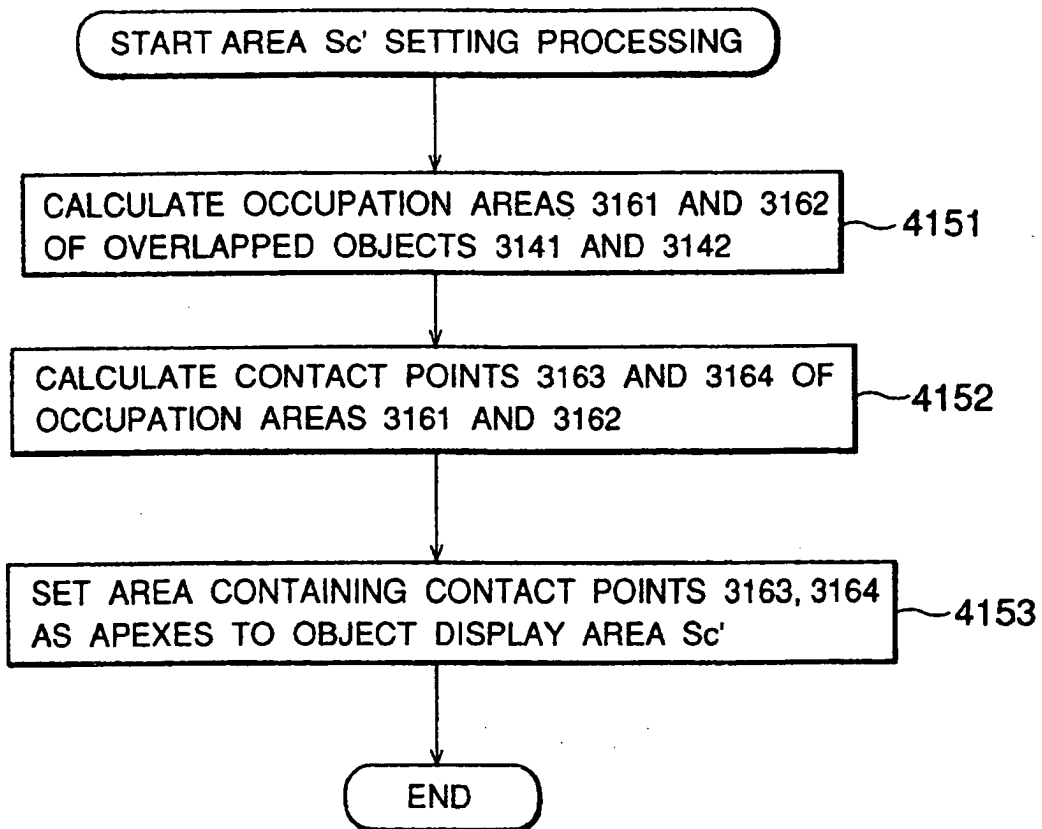 START AREA Sc' SETTING PROCESSING
CALCULATE OCCUPATION AREAS 3161 AND 3162
OF OVERLAPPED OBJECTS 3141 AND 3142
4151
CALCULATE CONTACT POINTS 3163 AND 3164 OF
OCCUPATION AREAS 3161 AND 3162
4152
SET AREA CONTAINING CONTACT POINTS 3163, 3164
AS APEXES TO OBJECT DISPLAY AREA Sc'
4153
END